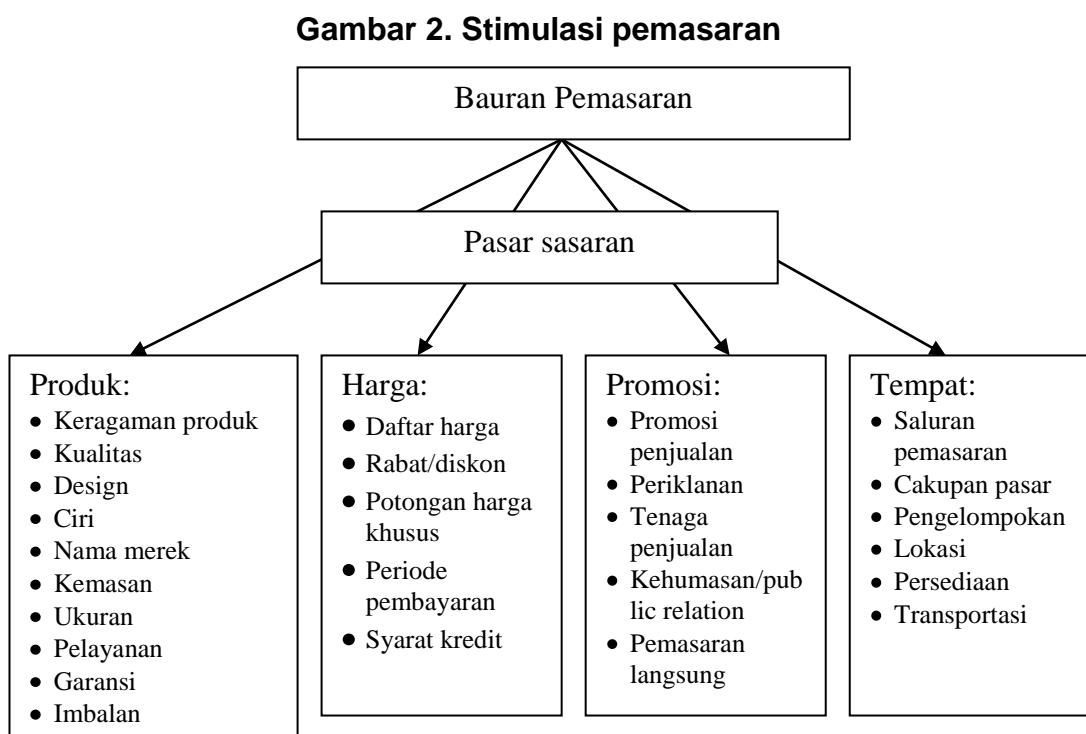 Gambar 2. Stimulasi pemasaran
Bauran Pemasaran
Pasar sasaran
Produk:
• Keragaman produk
• Kualitas
• Design
• Ciri
• Nama merek
• Kemasan
• Ukuran
• Pelayanan
• Garansi
• Imbalan
Harga:
• Daftar harga
• Rabat/diskon
• Potongan harga
khusus
• Periode
pembayaran
• Syarat kredit
Promosi:
• Promosi
penjualan
• Periklanan
• Tenaga
penjualan
• Kehumasan/pub
lic relation
• Pemasaran
langsung
Tempat:
• Saluran
pemasaran
• Cakupan pasar
• Pengelompokan
• Lokasi
• Persediaan
• Transportasi